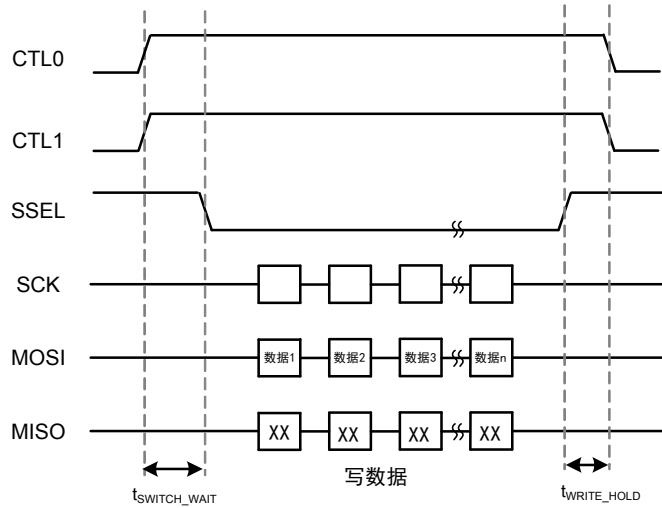 CTL0
CTL1
SSEL
SCK
MOSI
数据1 数据2 数据3 数据n
MISO
XX XX XX XX
写数据
tSWITCH_WAIT
tWRITE_HOLD